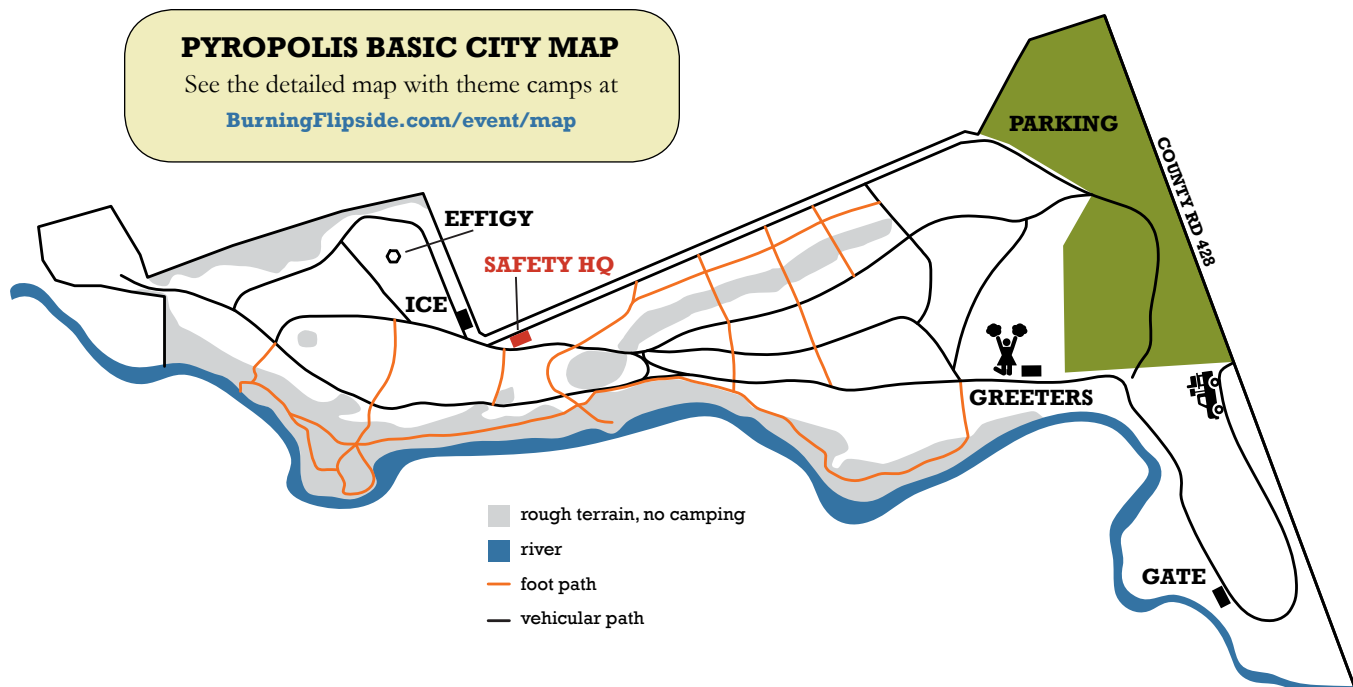 PYROPOLIS BASIC CITY MAP
See the detailed map with theme camps at
BurningFlipside.com/event/map
PARKING
COUNTY RD 428
EFFIGY
SAFETY HQ
ICE
GREETERS
GATE
rough terrain, no camping
river
foot path
vehicular path